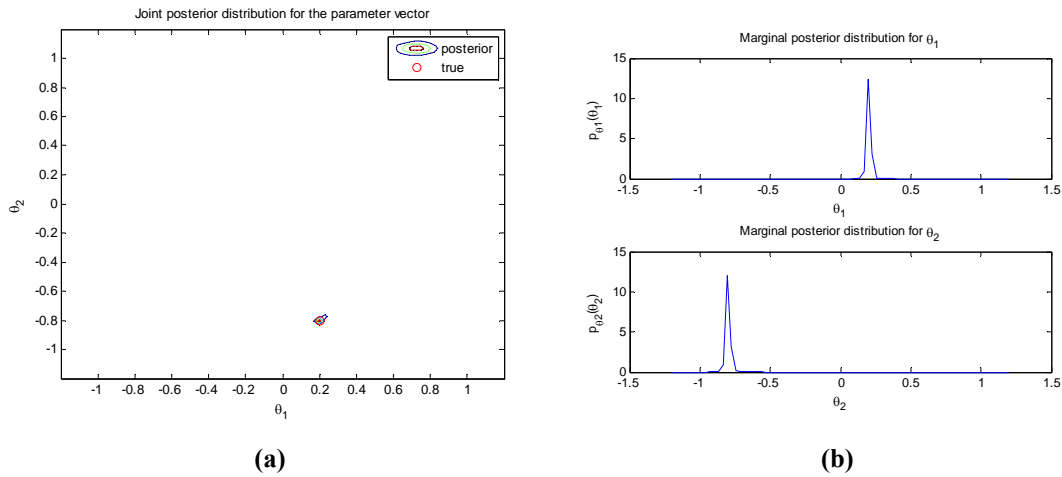 Joint posterior distribution for the parameter vector
posterior
true
1
0.8
0.6
0.4
0.2
0
-0.2
-0.4
-0.6
-0.8
-1
θ2
-1 -0.8 -0.6 -0.4 -0.2 0 0.2 0.4 0.6 0.8 1
θ1
(a)
Marginal posterior distribution for θ1
15
10
5
0
pθ1(θ1)
-1.5 -1 -0.5 0 0.5 1 1.5
θ1
Marginal posterior distribution for θ2
15
10
5
0
pθ2(θ2)
-1.5 -1 -0.5 0 0.5 1 1.5
θ2
(b)